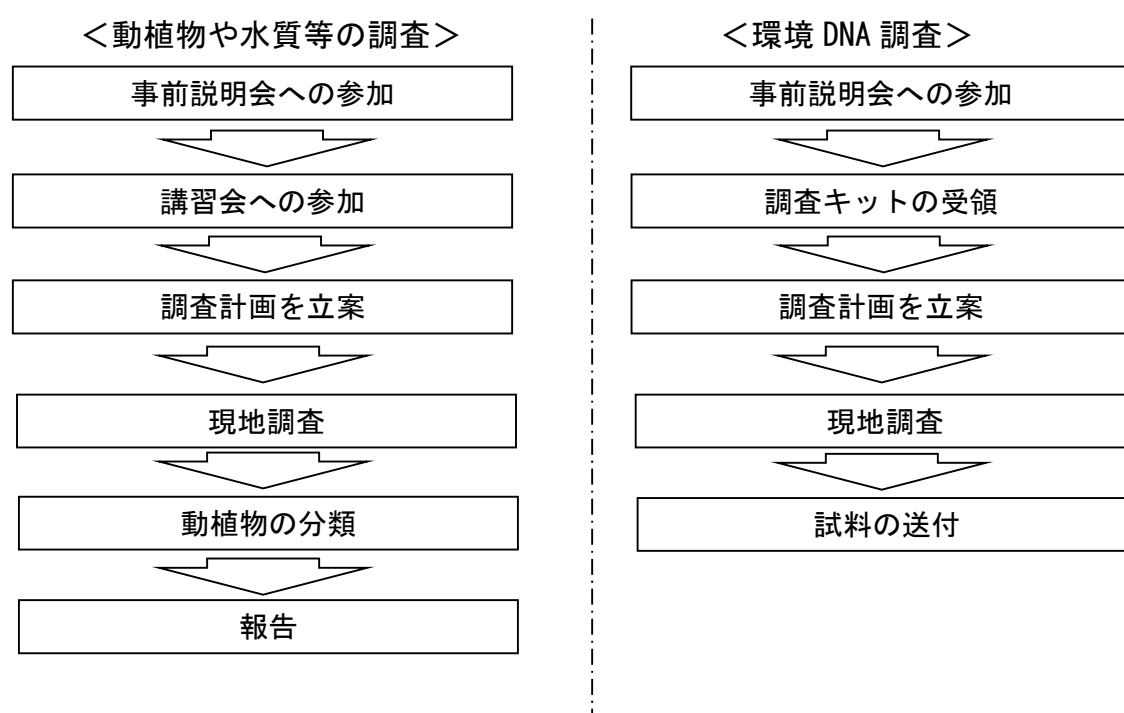 ＜動植物や水質等の調査＞
事前説明会への参加
講習会への参加
調査計画を立案
現地調査
動植物の分類
報告
＜環境 DNA 調査＞
事前説明会への参加
調査キットの受領
調査計画を立案
現地調査
試料の送付